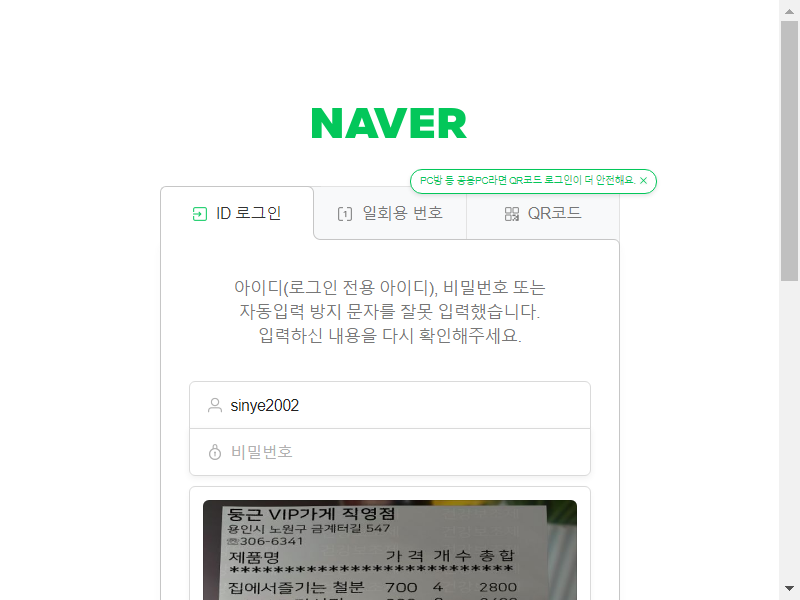 NAVER
PC방 등 공용PC라면 QR코드 로그인이 더 안전해요.
ID 로그인
일회용 번호
QR코드
아이디(로그인 전용 아이디), 비밀번호 또는
자동입력 방지 문자를 잘못 입력했습니다.
입력하신 내용을 다시 확인해주세요.
sinye2002
비밀번호
둥근 VIP가게 직영점
용인시 노원구 금계터길 547
☏306-6341
제품명 가격 개수 총합
**************************
집에서즐기는 철분 700 4 2800